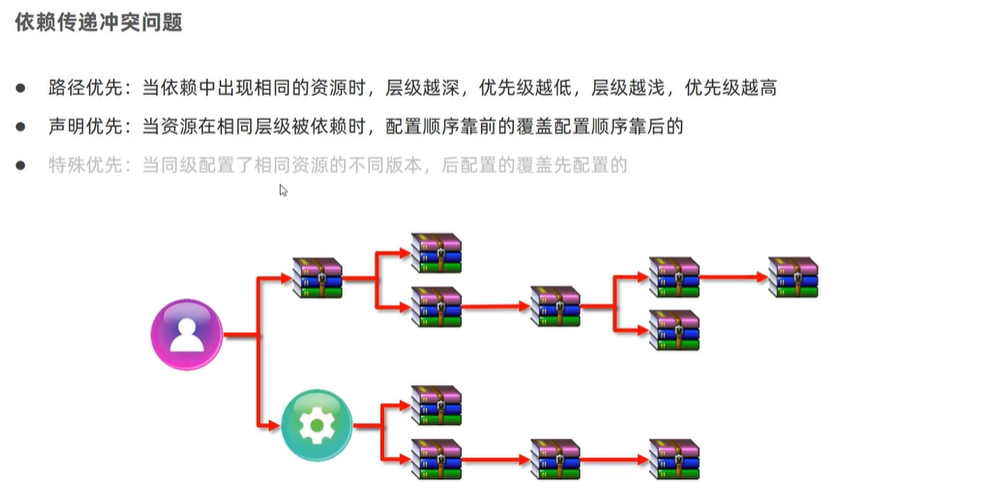 依赖传递冲突问题
路径优先：当依赖中出现相同的资源时，层级越深，优先级越低，层级越浅，优先级越高
声明优先：当资源在相同层级被依赖时，配置顺序靠前的覆盖配置顺序靠后的
特殊优先：当同级配置了相同资源的不同版本，后配置的覆盖先配置的